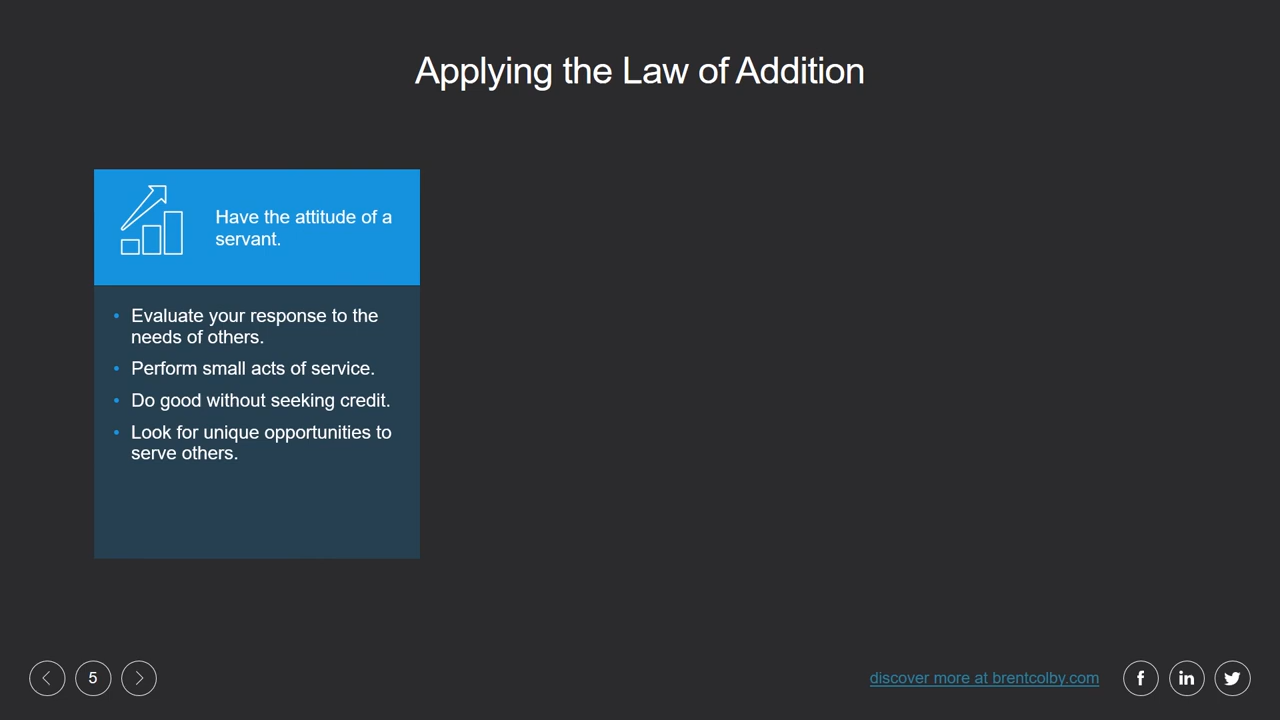 Applying the Law of Addition
Have the attitude of a
servant.
• Evaluate your response to the
needs of others.
• Perform small acts of service.
• Do good without seeking credit.
• Look for unique opportunities to
serve others.
5
discover more at brentcolby.com
f
in